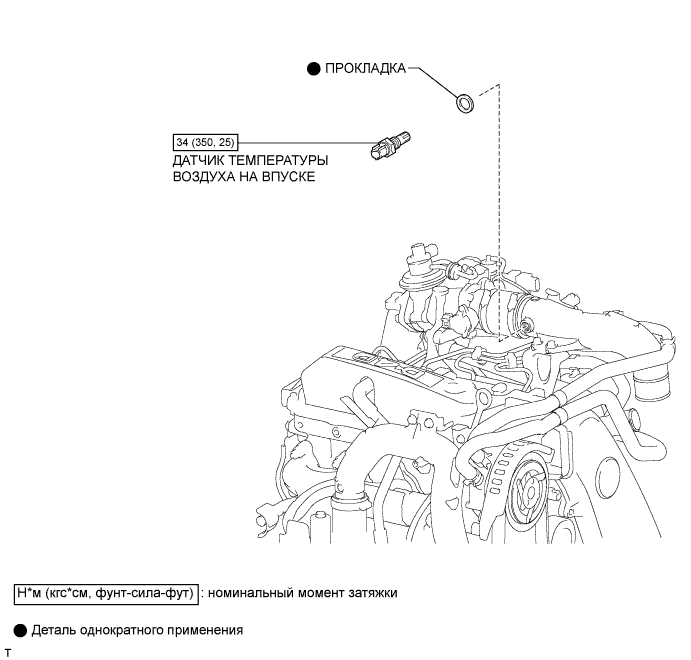 ● ПРОКЛАДКА
34 (350, 25)
ДАТЧИК ТЕМПЕРАТУРЫ
ВОЗДУХА НА ВПУСКЕ
Н*м (кгс*см, фунт-сила-фут) : номинальный момент затяжки
● Деталь однократного применения
T